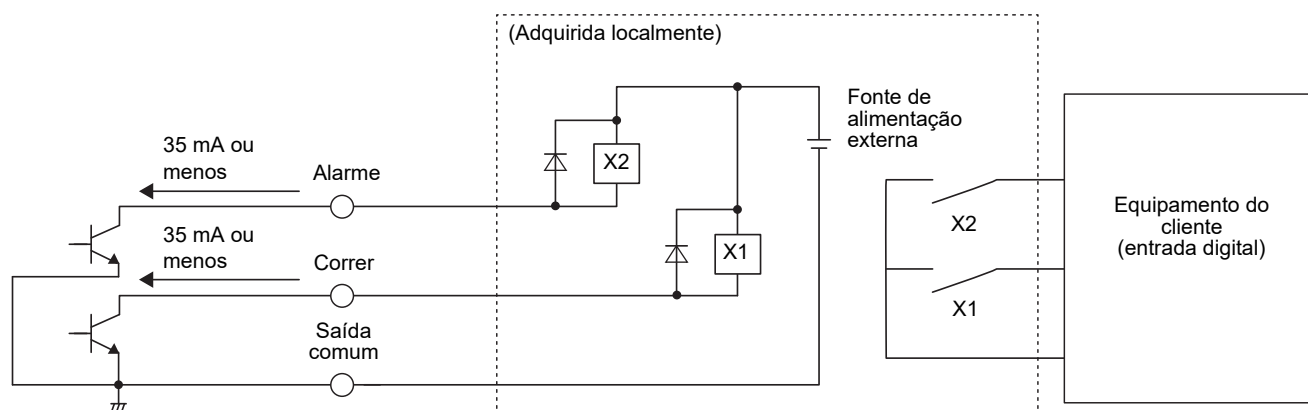 (Adquirida localmente)
35 mA ou
menos
Alarme
X2
Fonte de
alimentação
externa
35 mA ou
menos
Correr
X1
X2
X1
Equipamento do
cliente
(entrada digital)
Saída
comum